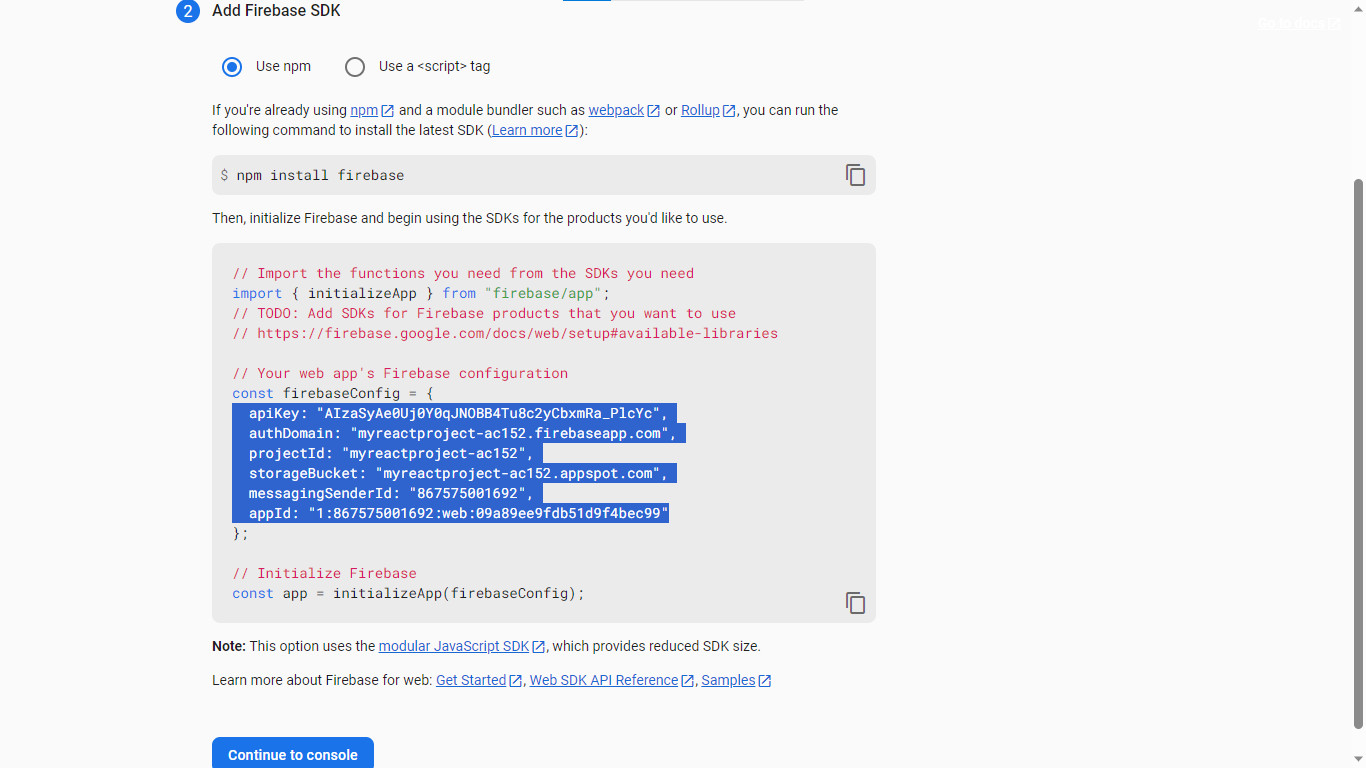 2 Add Firebase SDK
Use npm Use a <script> tag
If you're already using npm and a module bundler such as webpack or Rollup, you can run the
following command to install the latest SDK (Learn more):
$ npm install firebase
Then, initialize Firebase and begin using the SDKs for the products you'd like to use.
// Import the functions you need from the SDKs you need
import { initializeApp } from "firebase/app";
// TODO: Add SDKs for Firebase products that you want to use
// https://firebase.google.com/docs/web/setup#available-libraries
// Your web app's Firebase configuration
const firebaseConfig = {
apiKey: "AIzaSyAe0Uj0Y0qJNOBB4Tu8c2yCbxmRa_PlcYc",
authDomain: "myreactproject-ac152.firebaseapp.com",
projectId: "myreactproject-ac152",
storageBucket: "myreactproject-ac152.appspot.com",
messagingSenderId: "867575001692",
appId: "1:867575001692:web:09a89ee9fdb51d9f4bec99"
};
// Initialize Firebase
const app = initializeApp(firebaseConfig);
Note: This option uses the modular JavaScript SDK, which provides reduced SDK size.
Learn more about Firebase for web: Get Started, Web SDK API Reference, Samples
Continue to console